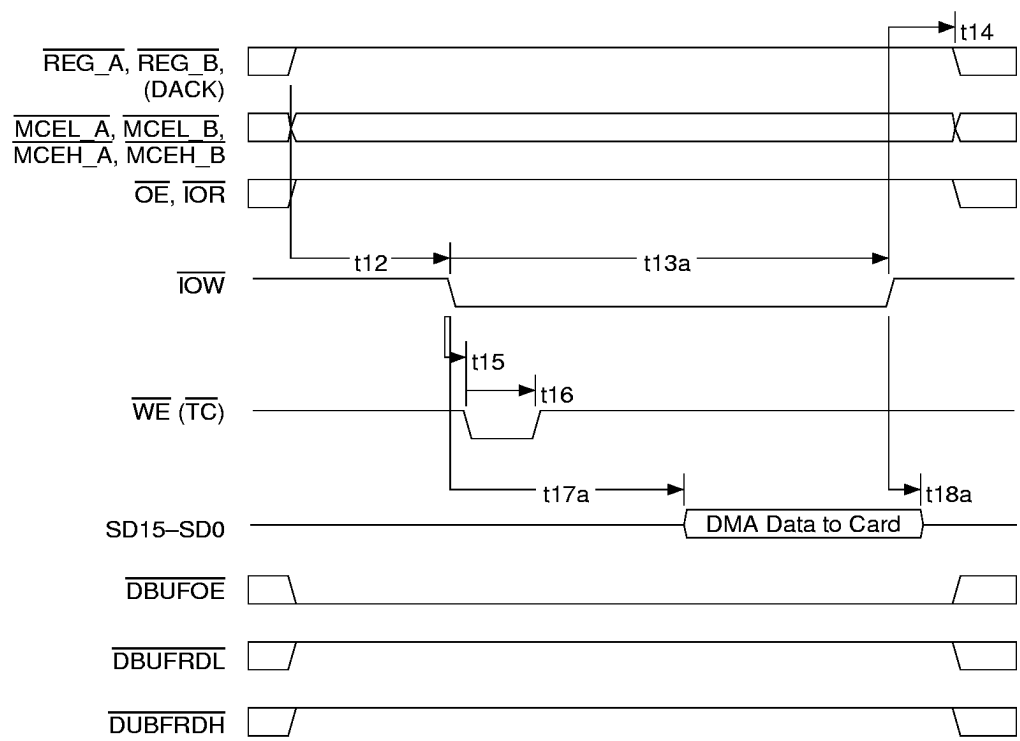 t14
REG_A, REG_B,
(DACK)
MCEL_A, MCEL_B,
MCEH_A, MCEH_B
OE, IOR
t12
t13a
IOW
t15
t16
WE (TC)
t17a
t18a
SD15–SD0
DMA Data to Card
DBUFOE
DBUFRDL
DUBFRDH